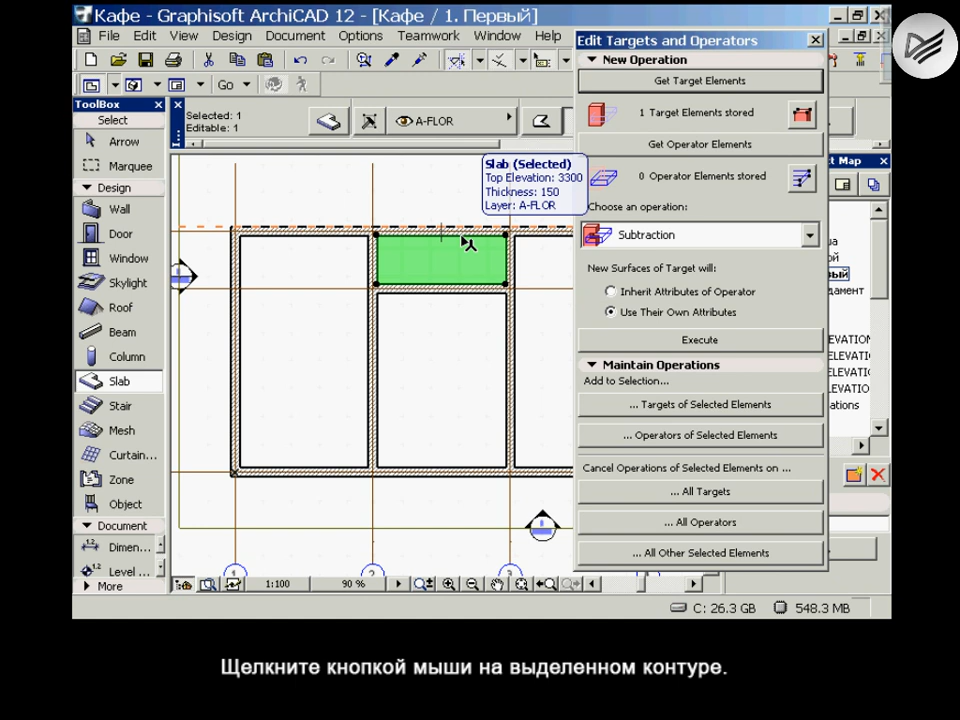 Кафе - Graphisoft ArchiCAD 12 - [Кафе / 1. Первый]
File Edit View Design Document Options Teamwork Window Help
Go
ToolBox
Select
Arrow
Marquee
Design
Wall
Door
Window
Skylight
Roof
Beam
Column
Slab
Stair
Mesh
Curtain...
Zone
Object
Document
Dimen...
Level ...
More
Selected: 1
Editable: 1
A-FLOR
Slab (Selected)
Top Elevation: 3300
Thickness: 150
Layer: A-FLOR
1 2 3
1:100
90 %
Edit Targets and Operators
New Operation
Get Target Elements
1 Target Elements stored
Get Operator Elements
0 Operator Elements stored
Choose an operation:
Subtraction
New Surfaces of Target will:
Inherit Attributes of Operator
Use Their Own Attributes
Execute
Maintain Operations
Add to Selection...
... Targets of Selected Elements
... Operators of Selected Elements
Cancel Operations of Selected Elements on ...
... All Targets
... All Operators
... All Other Selected Elements
ct Map
C: 26.3 GB
548.3 MB
Щелкните кнопкой мыши на выделенном контуре.